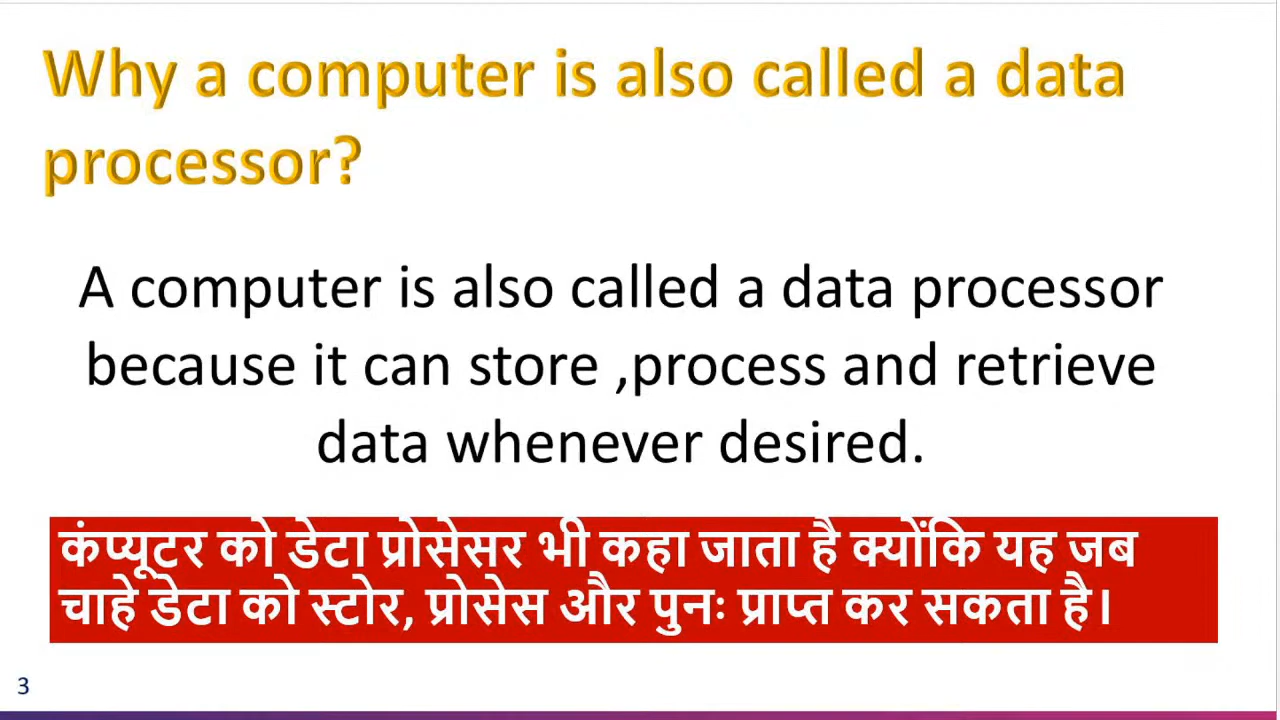 Why a computer is also called a data
processor?
A computer is also called a data processor
because it can store ,process and retrieve
data whenever desired.
कंप्यूटर को डेटा प्रोसेसर भी कहा जाता है क्योंकि यह जब
चाहे डेटा को स्टोर, प्रोसेस और पुनः प्राप्त कर सकता है।
3